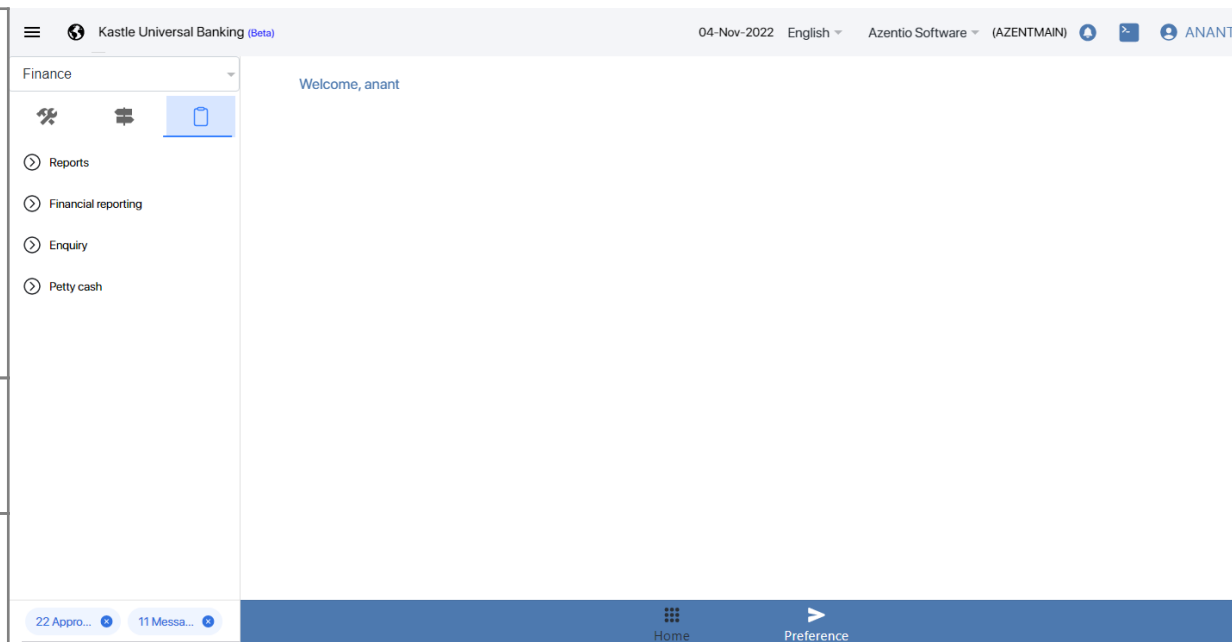 Kastle Universal Banking (Beta)
04-Nov-2022 English Azentio Software (AZENTMAIN) ANANT
Finance
Welcome, anant
Reports
Financial reporting
Enquiry
Petty cash
22 Appro... 11 Messa...
Home Preference